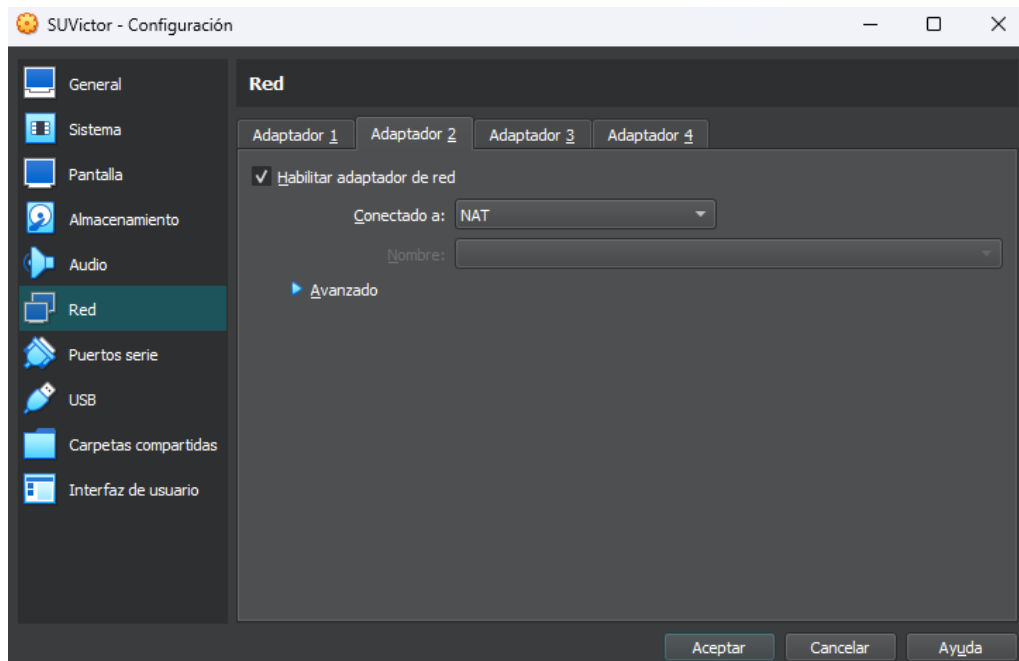 SUVictor - Configuración
General
Sistema
Pantalla
Almacenamiento
Audio
Red
Puertos serie
USB
Carpetas compartidas
Interfaz de usuario
Red
Adaptador 1 Adaptador 2 Adaptador 3 Adaptador 4
Habilitar adaptador de red
Conectado a: NAT
Nombre:
Avanzado
Aceptar Cancelar Ayuda